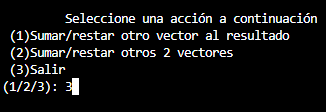 Seleccione una acción a continuación
(1)Sumar/restar otro vector al resultado
(2)Sumar/restar otros 2 vectores
(3)Salir
(1/2/3): 3